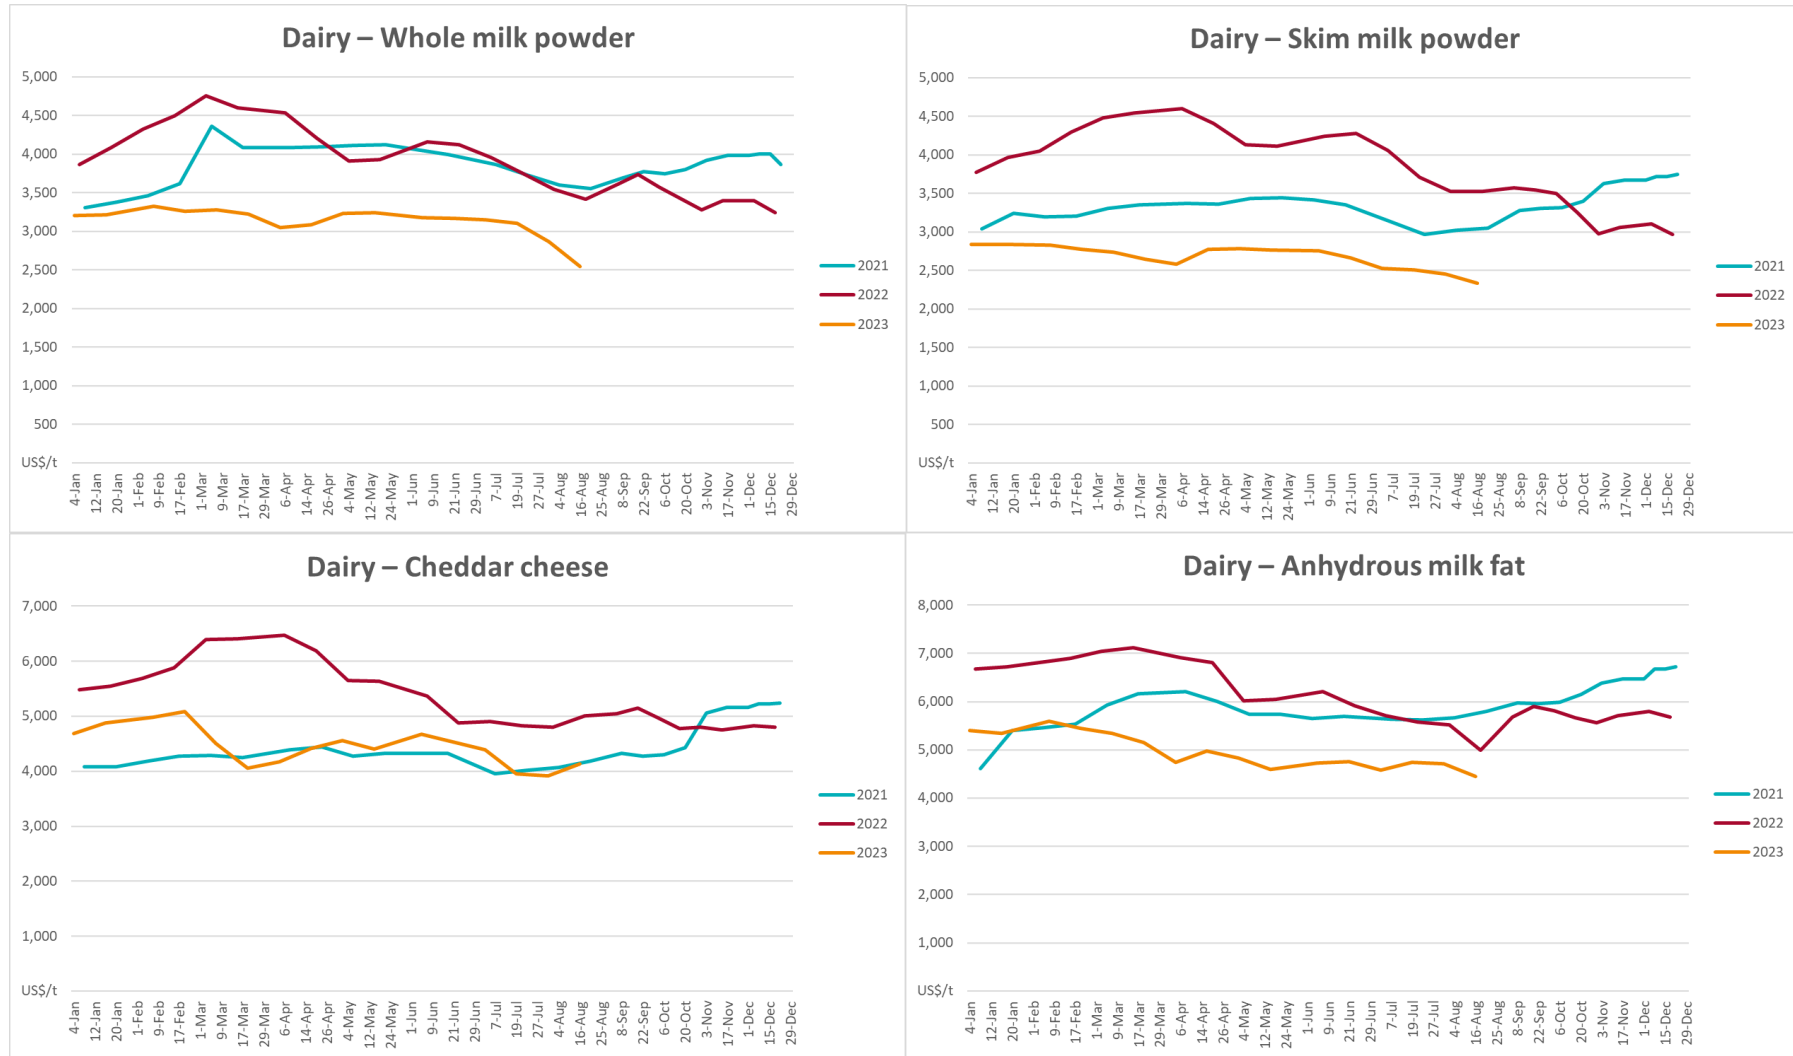 Dairy – Whole milk powder
5,000
4,500
4,000
3,500
3,000
2,500
2,000
1,500
1,000
500
US$/t
4-Jan
12-Jan
20-Jan
1-Feb
9-Feb
17-Feb
1-Mar
9-Mar
17-Mar
29-Mar
6-Apr
14-Apr
26-Apr
4-May
12-May
24-May
1-Jun
9-Jun
21-Jun
29-Jun
7-Jul
19-Jul
27-Jul
4-Aug
16-Aug
25-Aug
8-Sep
22-Sep
6-Oct
20-Oct
3-Nov
17-Nov
1-Dec
15-Dec
29-Dec
2021
2022
2023
Dairy – Skim milk powder
5,000
4,500
4,000
3,500
3,000
2,500
2,000
1,500
1,000
500
US$/t
4-Jan
12-Jan
20-Jan
1-Feb
9-Feb
17-Feb
1-Mar
9-Mar
17-Mar
29-Mar
6-Apr
14-Apr
26-Apr
4-May
12-May
24-May
1-Jun
9-Jun
21-Jun
29-Jun
7-Jul
19-Jul
27-Jul
4-Aug
16-Aug
25-Aug
8-Sep
22-Sep
6-Oct
20-Oct
3-Nov
17-Nov
1-Dec
15-Dec
29-Dec
2021
2022
2023
Dairy – Cheddar cheese
7,000
6,000
5,000
4,000
3,000
2,000
1,000
US$/t
4-Jan
12-Jan
20-Jan
1-Feb
9-Feb
17-Feb
1-Mar
9-Mar
17-Mar
29-Mar
6-Apr
14-Apr
26-Apr
4-May
12-May
24-May
1-Jun
9-Jun
21-Jun
29-Jun
7-Jul
19-Jul
27-Jul
4-Aug
16-Aug
25-Aug
8-Sep
22-Sep
6-Oct
20-Oct
3-Nov
17-Nov
1-Dec
15-Dec
29-Dec
2021
2022
2023
Dairy – Anhydrous milk fat
8,000
7,000
6,000
5,000
4,000
3,000
2,000
1,000
US$/t
4-Jan
12-Jan
20-Jan
1-Feb
9-Feb
17-Feb
1-Mar
9-Mar
17-Mar
29-Mar
6-Apr
14-Apr
26-Apr
4-May
12-May
24-May
1-Jun
9-Jun
21-Jun
29-Jun
7-Jul
19-Jul
27-Jul
4-Aug
16-Aug
25-Aug
8-Sep
22-Sep
6-Oct
20-Oct
3-Nov
17-Nov
1-Dec
15-Dec
29-Dec
2021
2022
2023